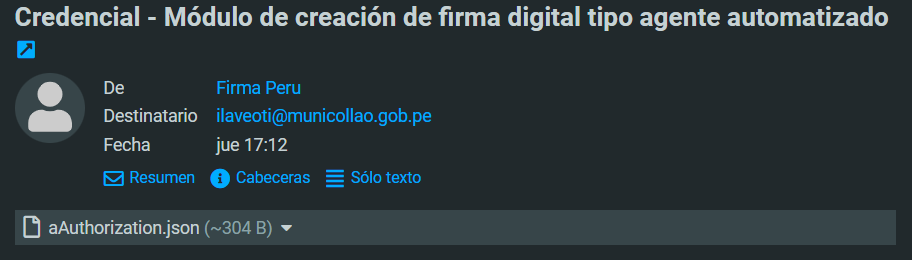 Credencial - Módulo de creación de firma digital tipo agente automatizado
De Firma Peru
Destinatario ilaveoti@municollao.gob.pe
Fecha jue 17:12
Resumen Cabeceras Sólo texto
aAuthorization.json (~304 B)